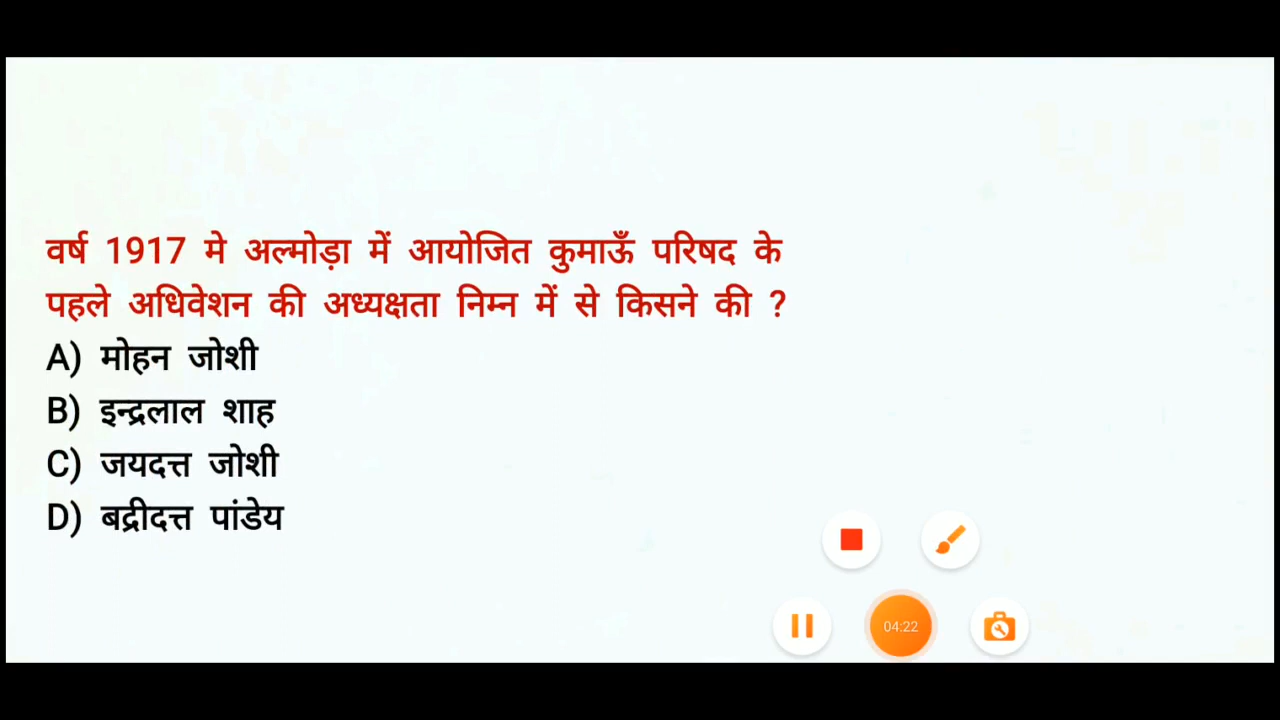 वर्ष 1917 मे अल्मोड़ा में आयोजित कुमाऊँ परिषद के
पहले अधिवेशन की अध्यक्षता निम्न में से किसने की ?
A) मोहन जोशी
B) इन्द्रलाल शाह
C) जयदत्त जोशी
D) बद्रीदत्त पांडेय
04:22